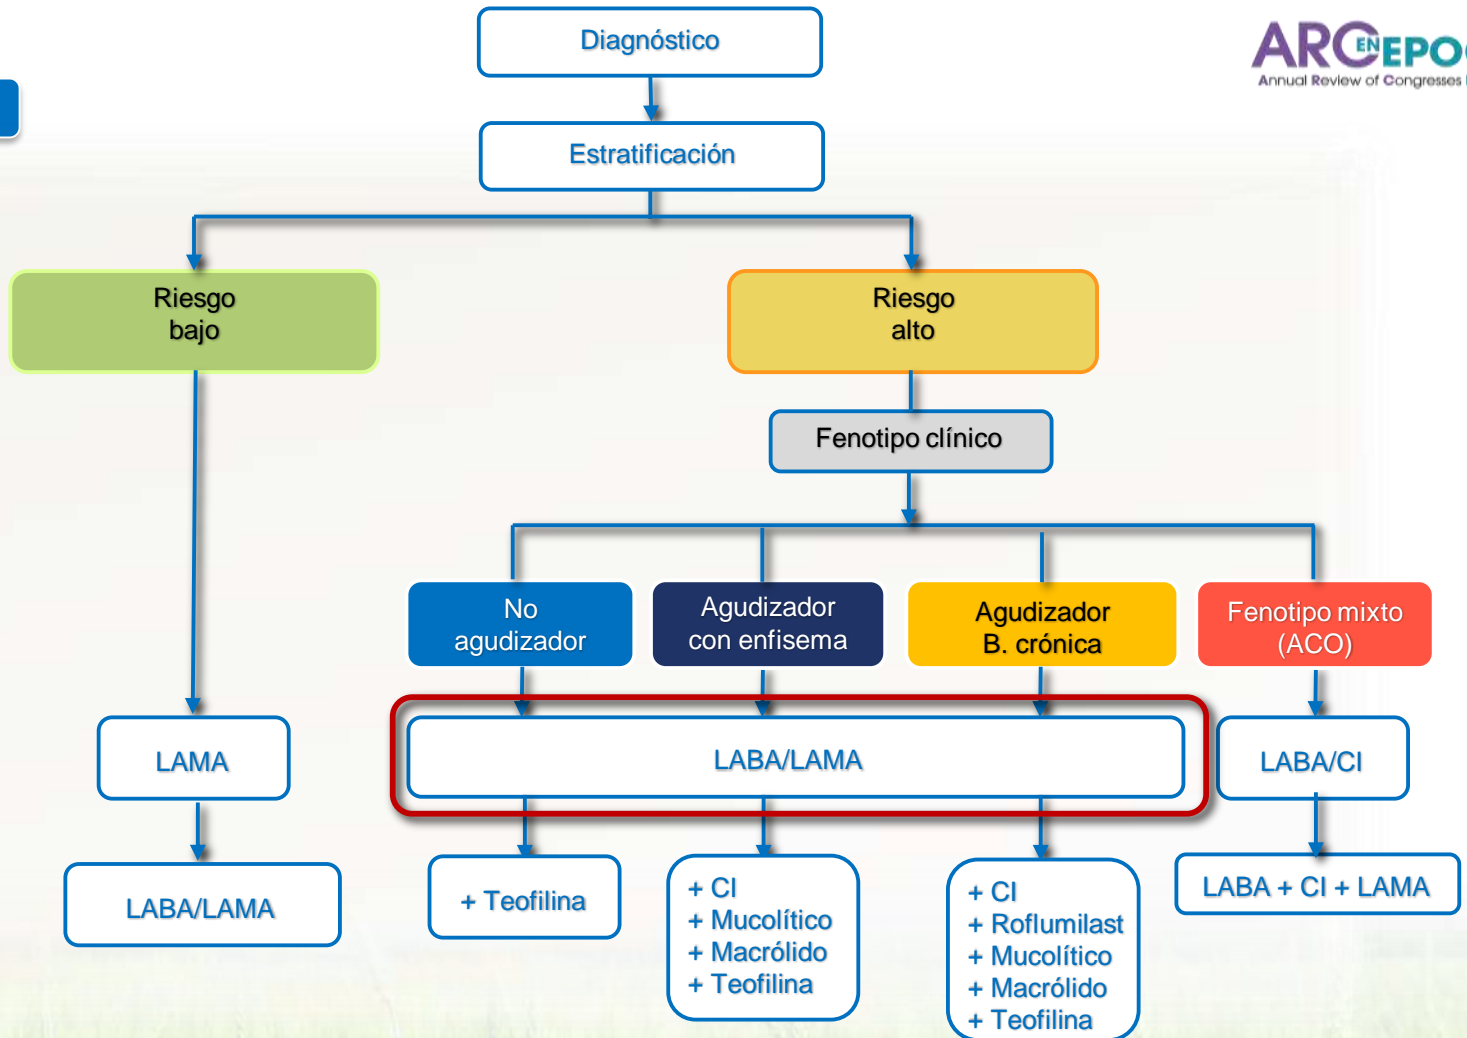 Diagnóstico
ARC EN EPOC
Annual Review of Congresses
Estratificación
Riesgo
bajo
Riesgo
alto
Fenotipo clínico
No
agudizador
Agudizador
con enfisema
Agudizador
B. crónica
Fenotipo mixto
(ACO)
LAMA
LABA/LAMA
LABA/CI
LABA/LAMA
+ Teofilina
+ CI
+ Mucolítico
+ Macrólido
+ Teofilina
+ CI
+ Roflumilast
+ Mucolítico
+ Macrólido
+ Teofilina
LABA + CI + LAMA